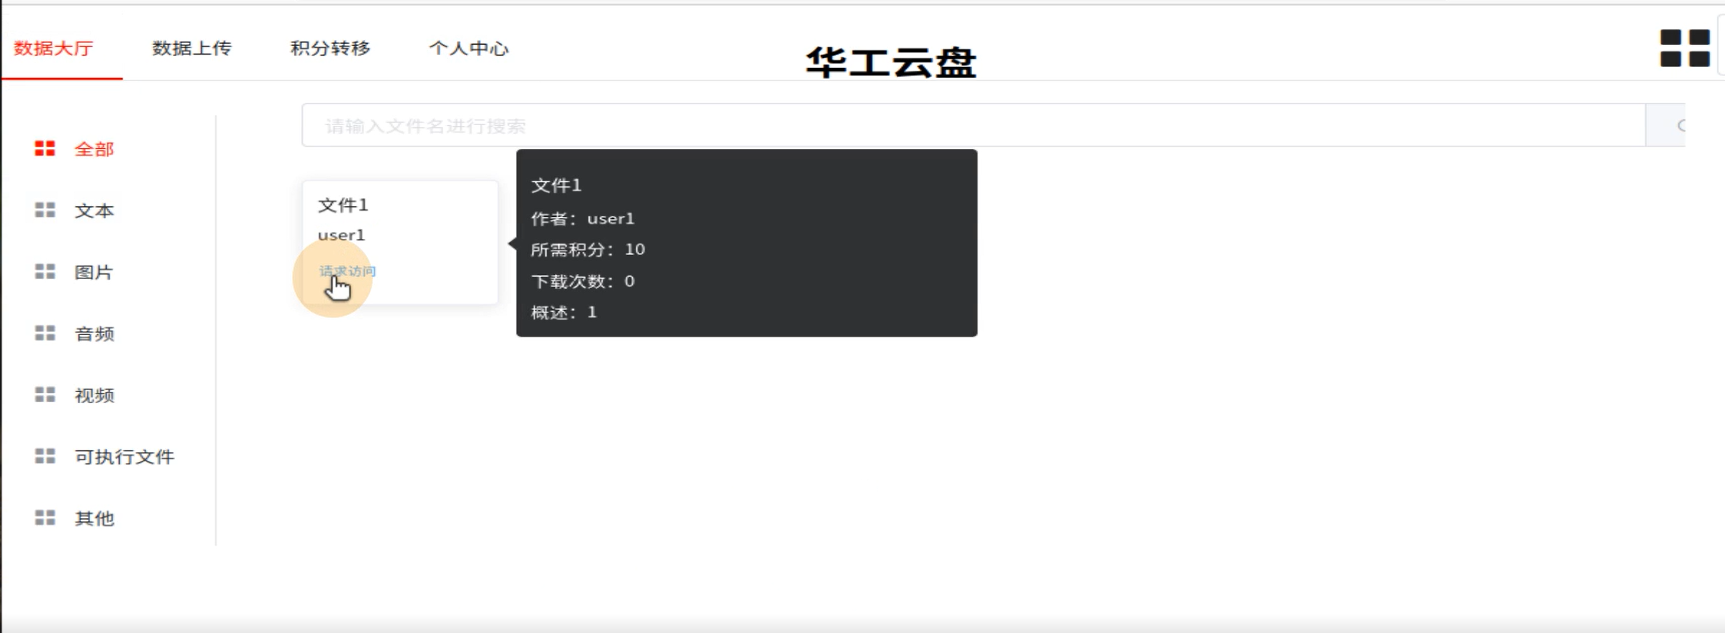 数据大厅 数据上传 积分转移 个人中心
华工云盘
请输入文件名进行搜索
全部
文本
图片
音频
视频
可执行文件
其他
文件1
user1
请求访问
文件1
作者：user1
所需积分：10
下载次数：0
概述：1